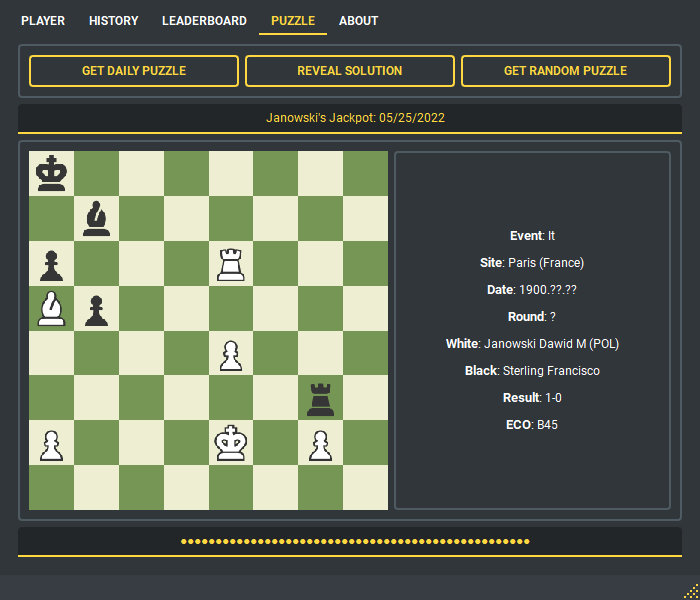 PLAYER HISTORY LEADERBOARD PUZZLE ABOUT
GET DAILY PUZZLE REVEAL SOLUTION GET RANDOM PUZZLE
Janowski's Jackpot: 05/25/2022
Event: It
Site: Paris (France)
Date: 1900.??.??
Round: ?
White: Janowski Dawid M (POL)
Black: Sterling Francisco
Result: 1-0
ECO: B45